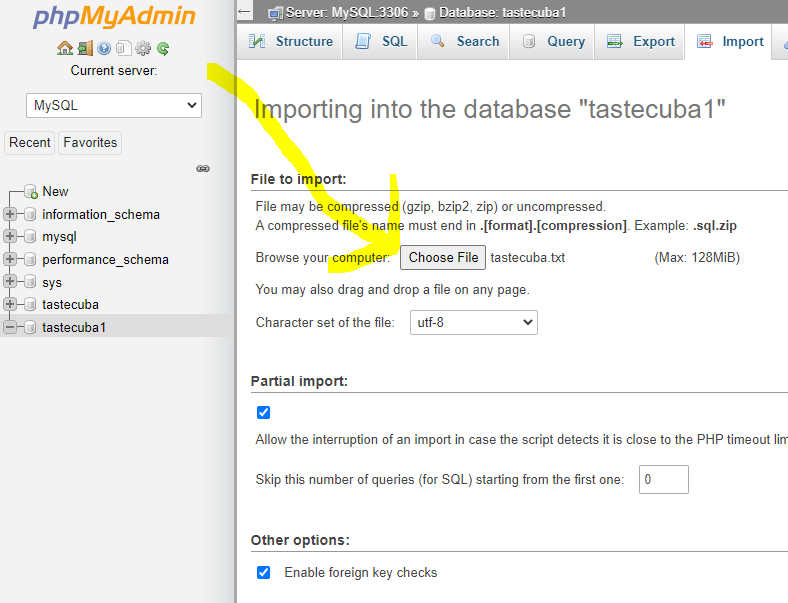 phpMyAdmin
Current server:
MySQL
Recent Favorites
New
information_schema
mysql
performance_schema
sys
tastecuba
tastecuba1
Server: MySQL:3306 » Database: tastecuba1
Structure SQL Search Query Export Import
Importing into the database "tastecuba1"
File to import:
File may be compressed (gzip, bzip2, zip) or uncompressed.
A compressed file's name must end in .[format].[compression]. Example: .sql.zip
Browse your computer: Choose File tastecuba.txt (Max: 128MiB)
You may also drag and drop a file on any page.
Character set of the file: utf-8
Partial import:
Allow the interruption of an import in case the script detects it is close to the PHP timeout lim
Skip this number of queries (for SQL) starting from the first one: 0
Other options:
Enable foreign key checks